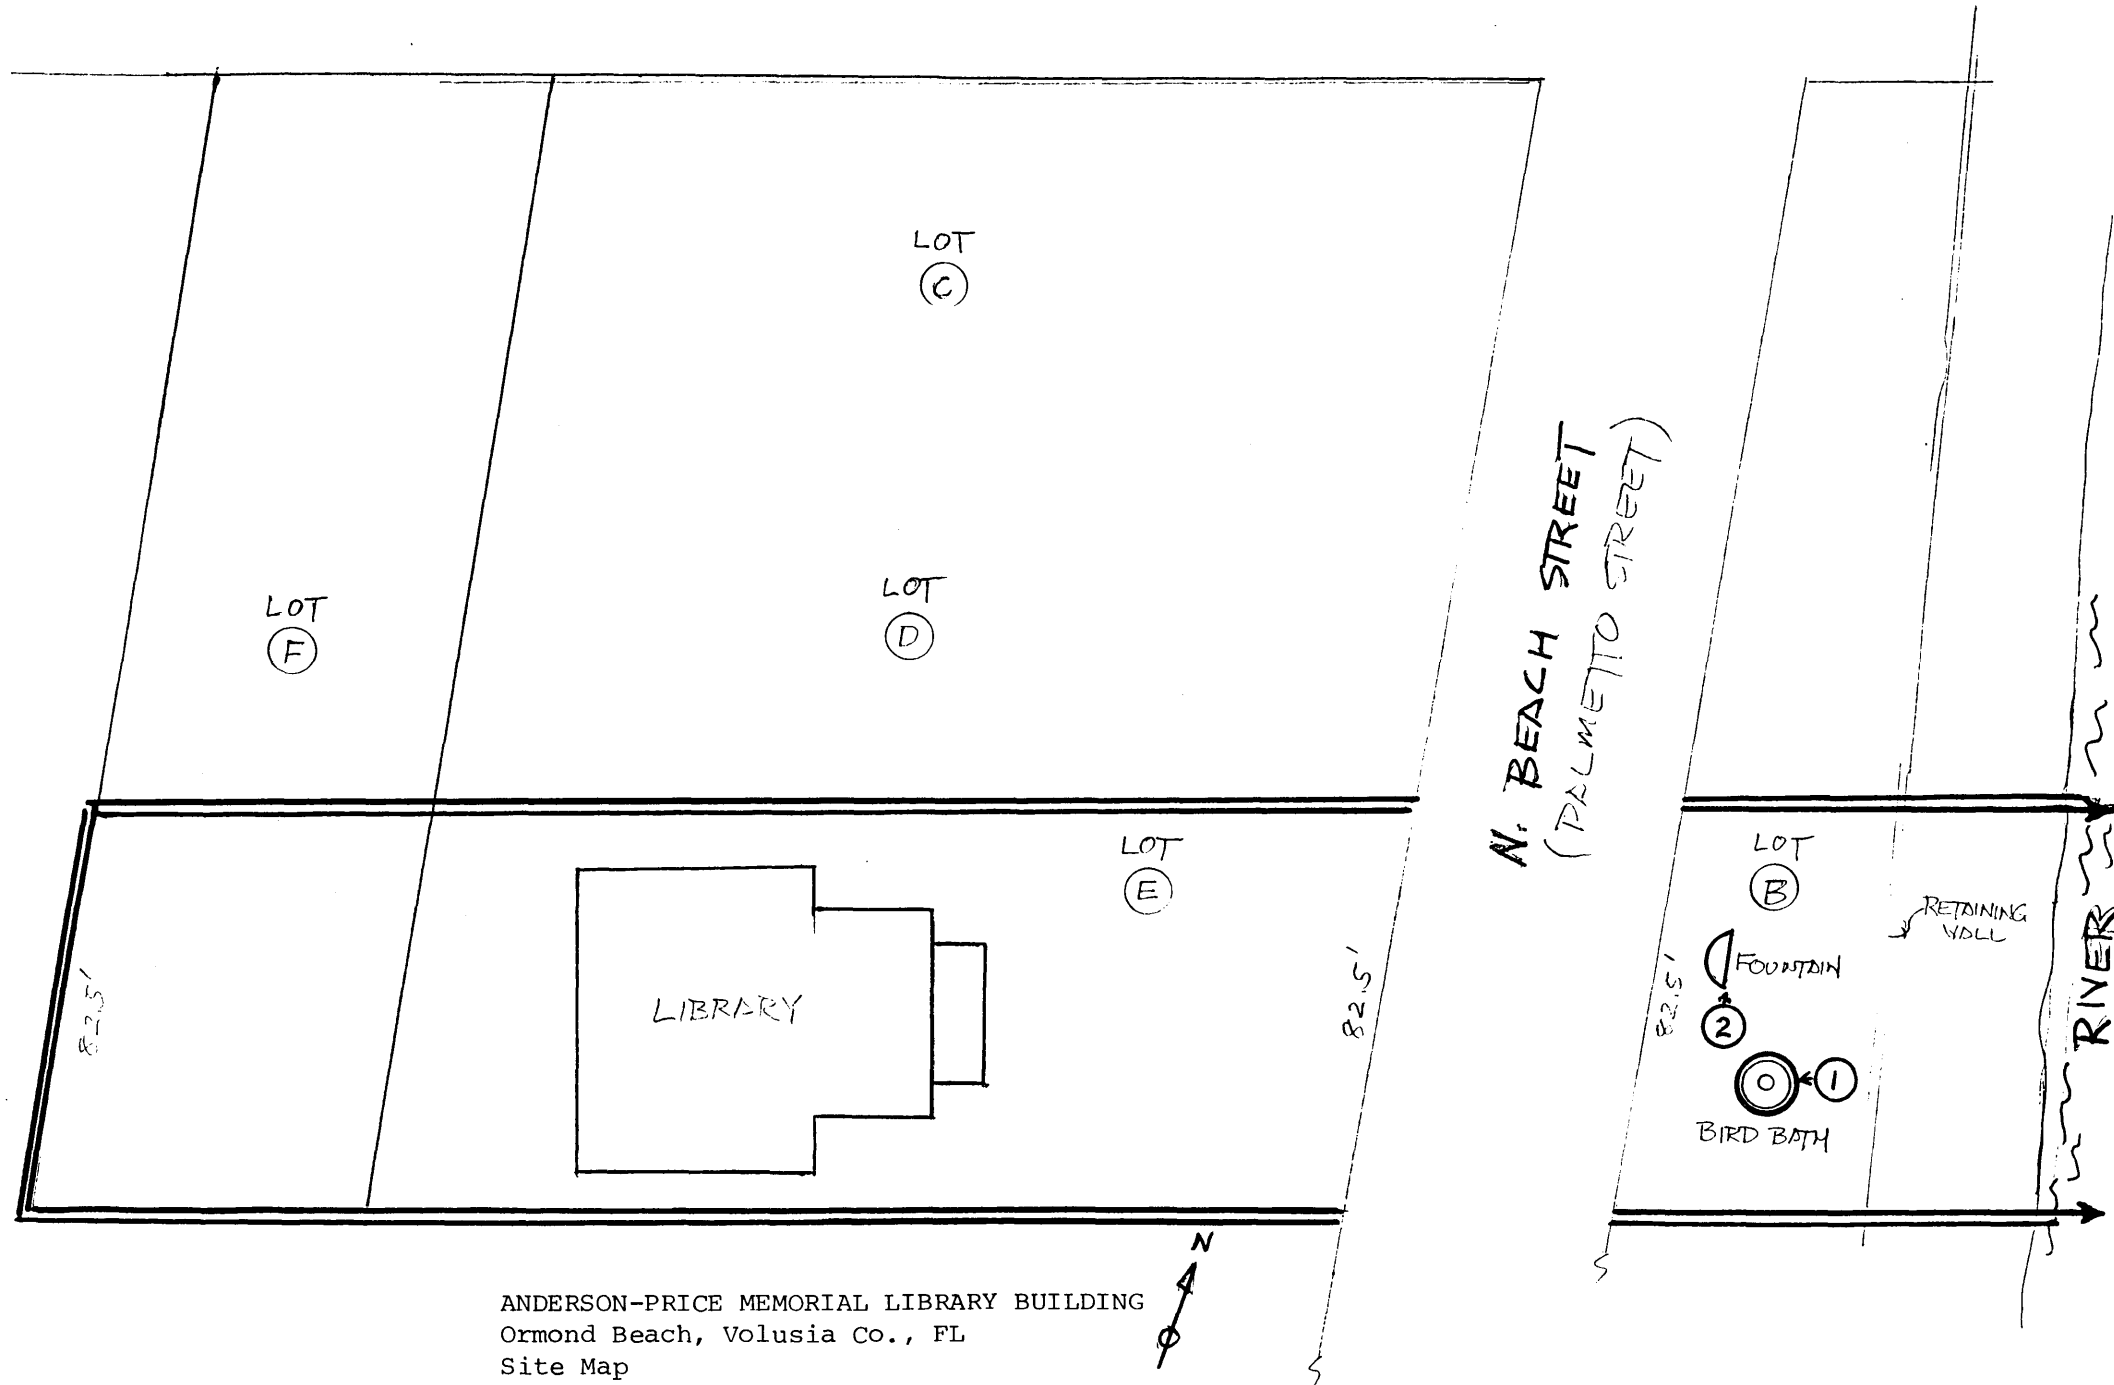 LOT
C
LOT
F
LOT
D
N. BEACH STREET
(PALMETTO STREET)
LOT
E
LOT
B
RETAINING
WALL
FOUNTAIN
2
1
BIRD BATH
LIBRARY
82.5'
82.5'
82.5'
RIVER
N
ANDERSON-PRICE MEMORIAL LIBRARY BUILDING
Ormond Beach, Volusia Co., FL
Site Map